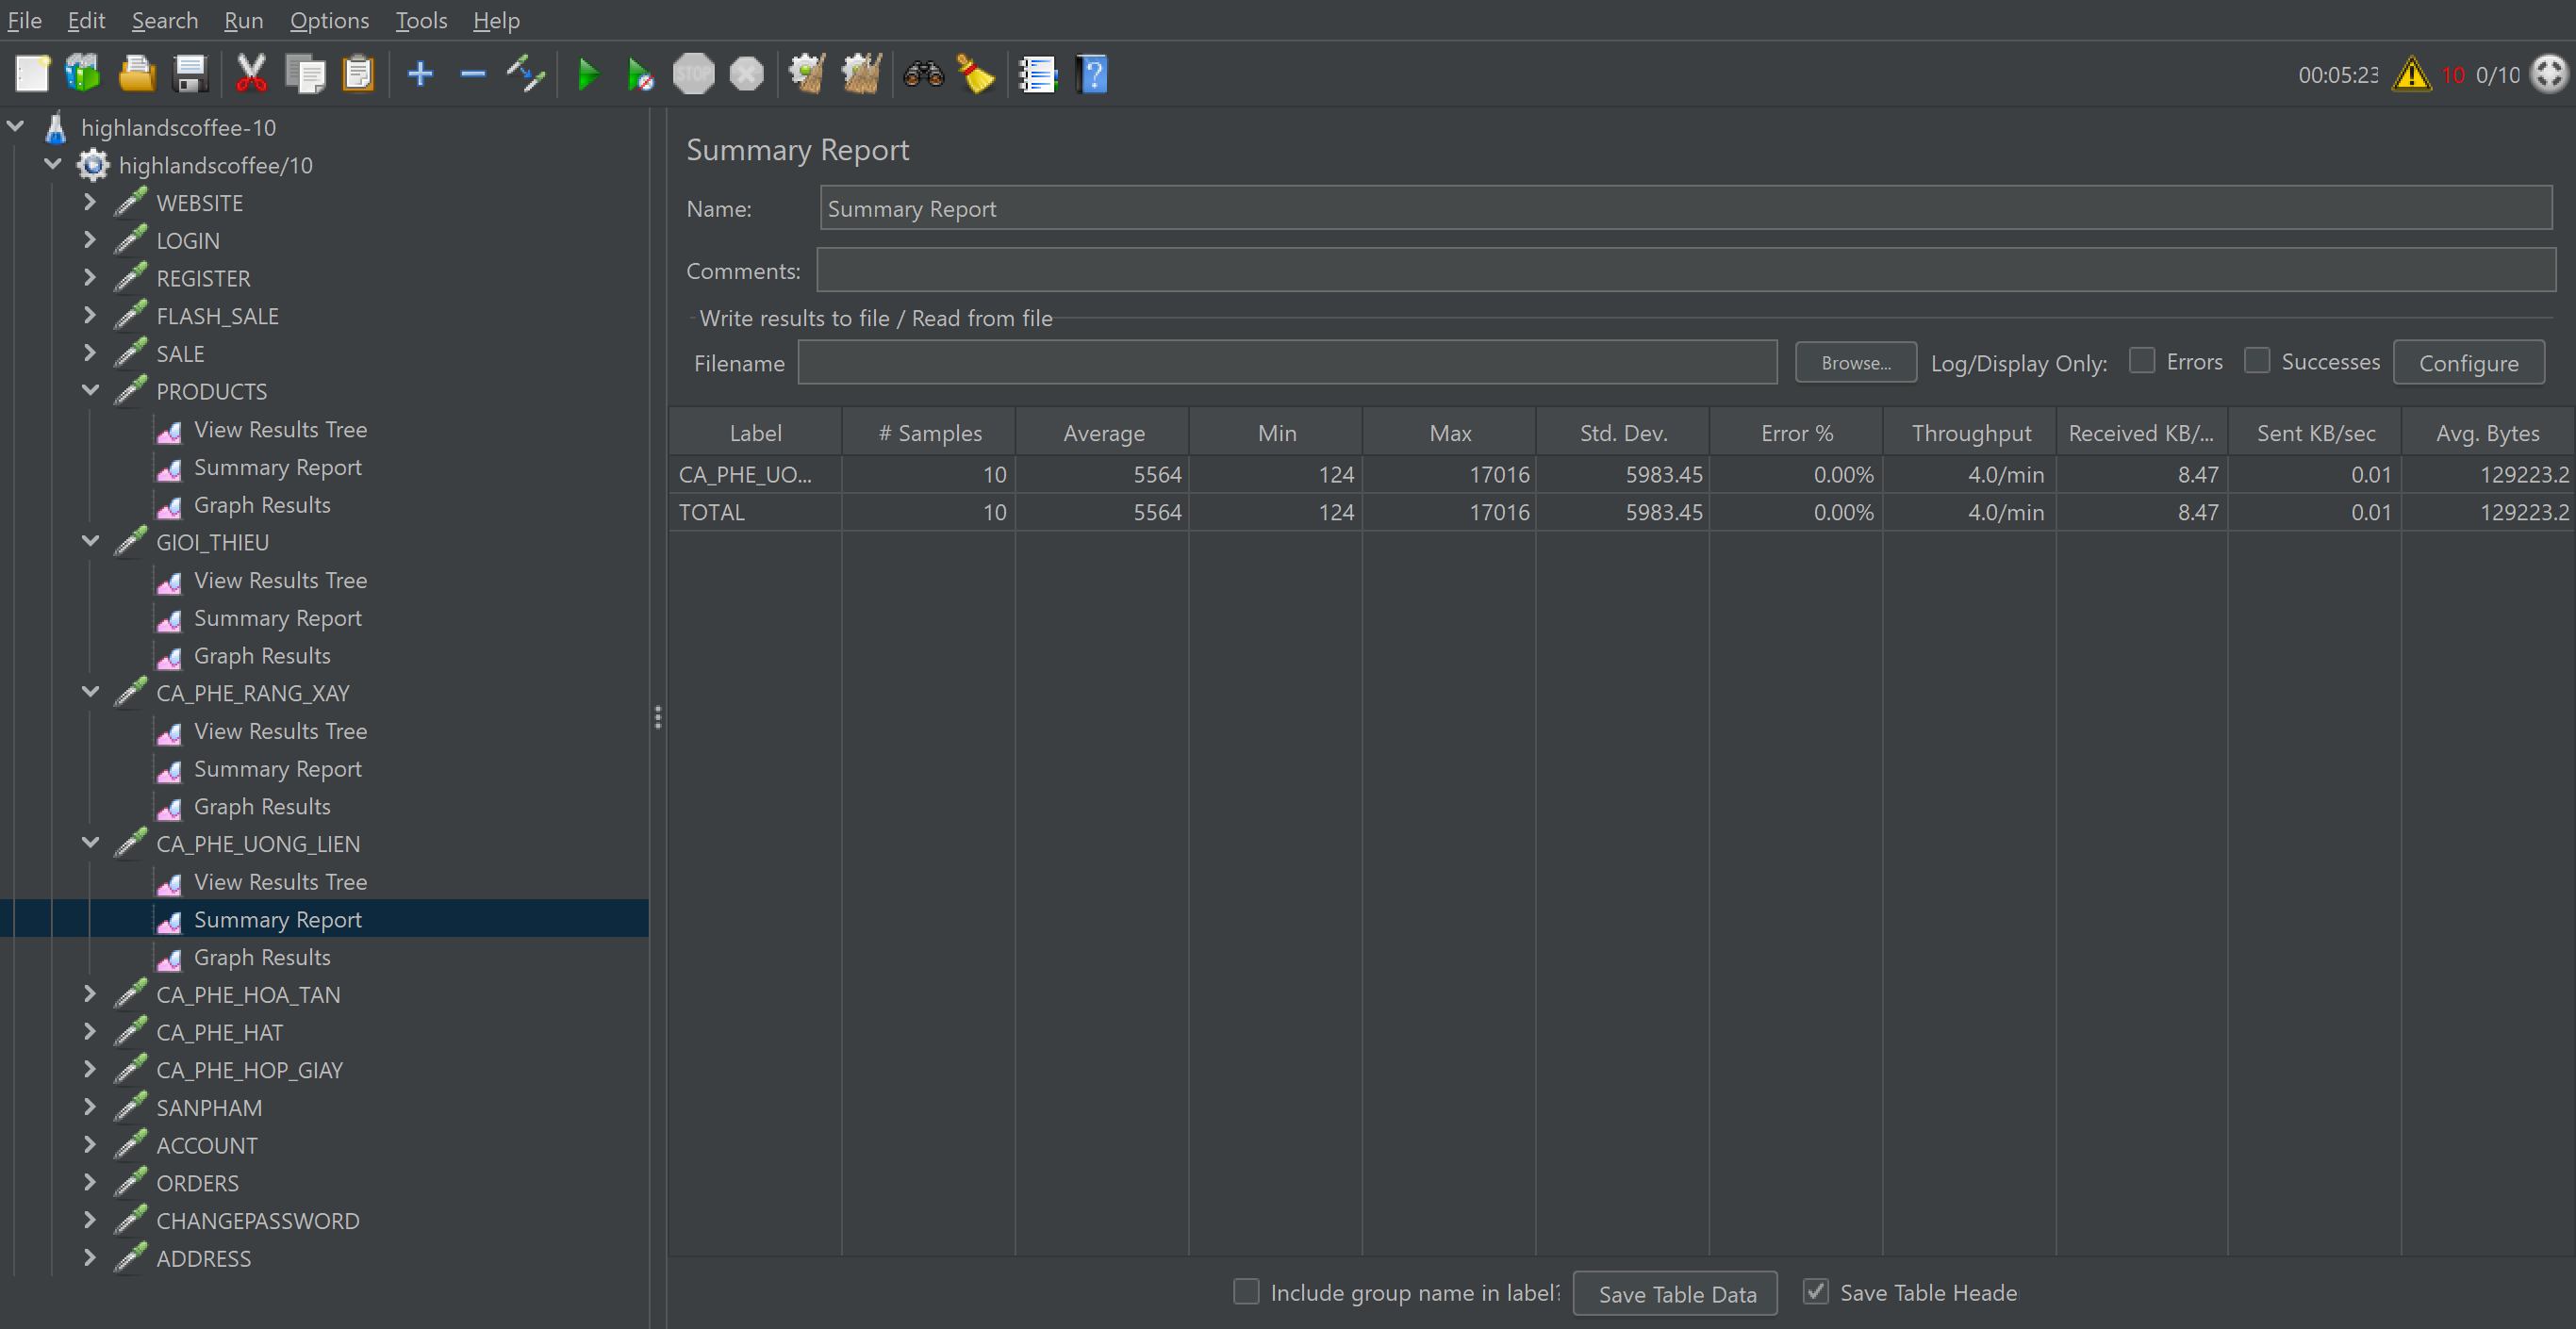 File Edit Search Run Options Tools Help
STOP
00:05:23 10 0/10
highlandscoffee-10
highlandscoffee/10
WEBSITE
LOGIN
REGISTER
FLASH_SALE
SALE
PRODUCTS
View Results Tree
Summary Report
Graph Results
GIOI_THIEU
View Results Tree
Summary Report
Graph Results
CA_PHE_RANG_XAY
View Results Tree
Summary Report
Graph Results
CA_PHE_UONG_LIEN
View Results Tree
Summary Report
Graph Results
CA_PHE_HOA_TAN
CA_PHE_HAT
CA_PHE_HOP_GIAY
SANPHAM
ACCOUNT
ORDERS
CHANGEPASSWORD
ADDRESS
Summary Report
Name: Summary Report
Comments:
Write results to file / Read from file
Filename Browse... Log/Display Only: Errors Successes Configure
Label # Samples Average Min Max Std. Dev. Error % Throughput Received KB/... Sent KB/sec Avg. Bytes
CA_PHE_UO... 10 5564 124 17016 5983.45 0.00% 4.0/min 8.47 0.01 129223.2
TOTAL 10 5564 124 17016 5983.45 0.00% 4.0/min 8.47 0.01 129223.2
Include group name in label? Save Table Data Save Table Heade